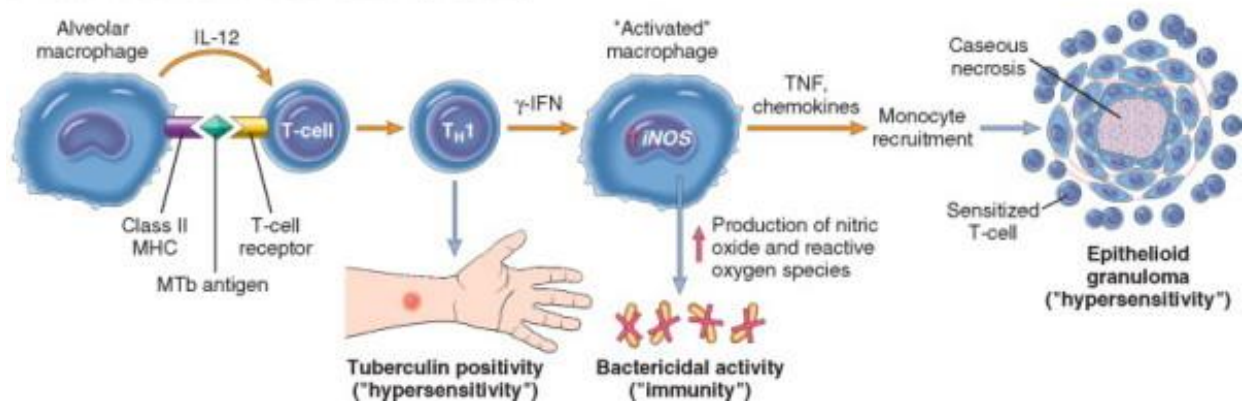 Alveolar
macrophage
IL-12
T-cell
Class II
MHC
MTb antigen
T-cell
receptor
TH1
γ-IFN
"Activated"
macrophage
iNOS
TNF,
chemokines
Monocyte
recruitment
Caseous
necrosis
Sensitized
T-cell
Epithelioid
granuloma
("hypersensitivity")
Production of nitric
oxide and reactive
oxygen species
Tuberculin positivity
("hypersensitivity")
Bactericidal activity
("immunity")